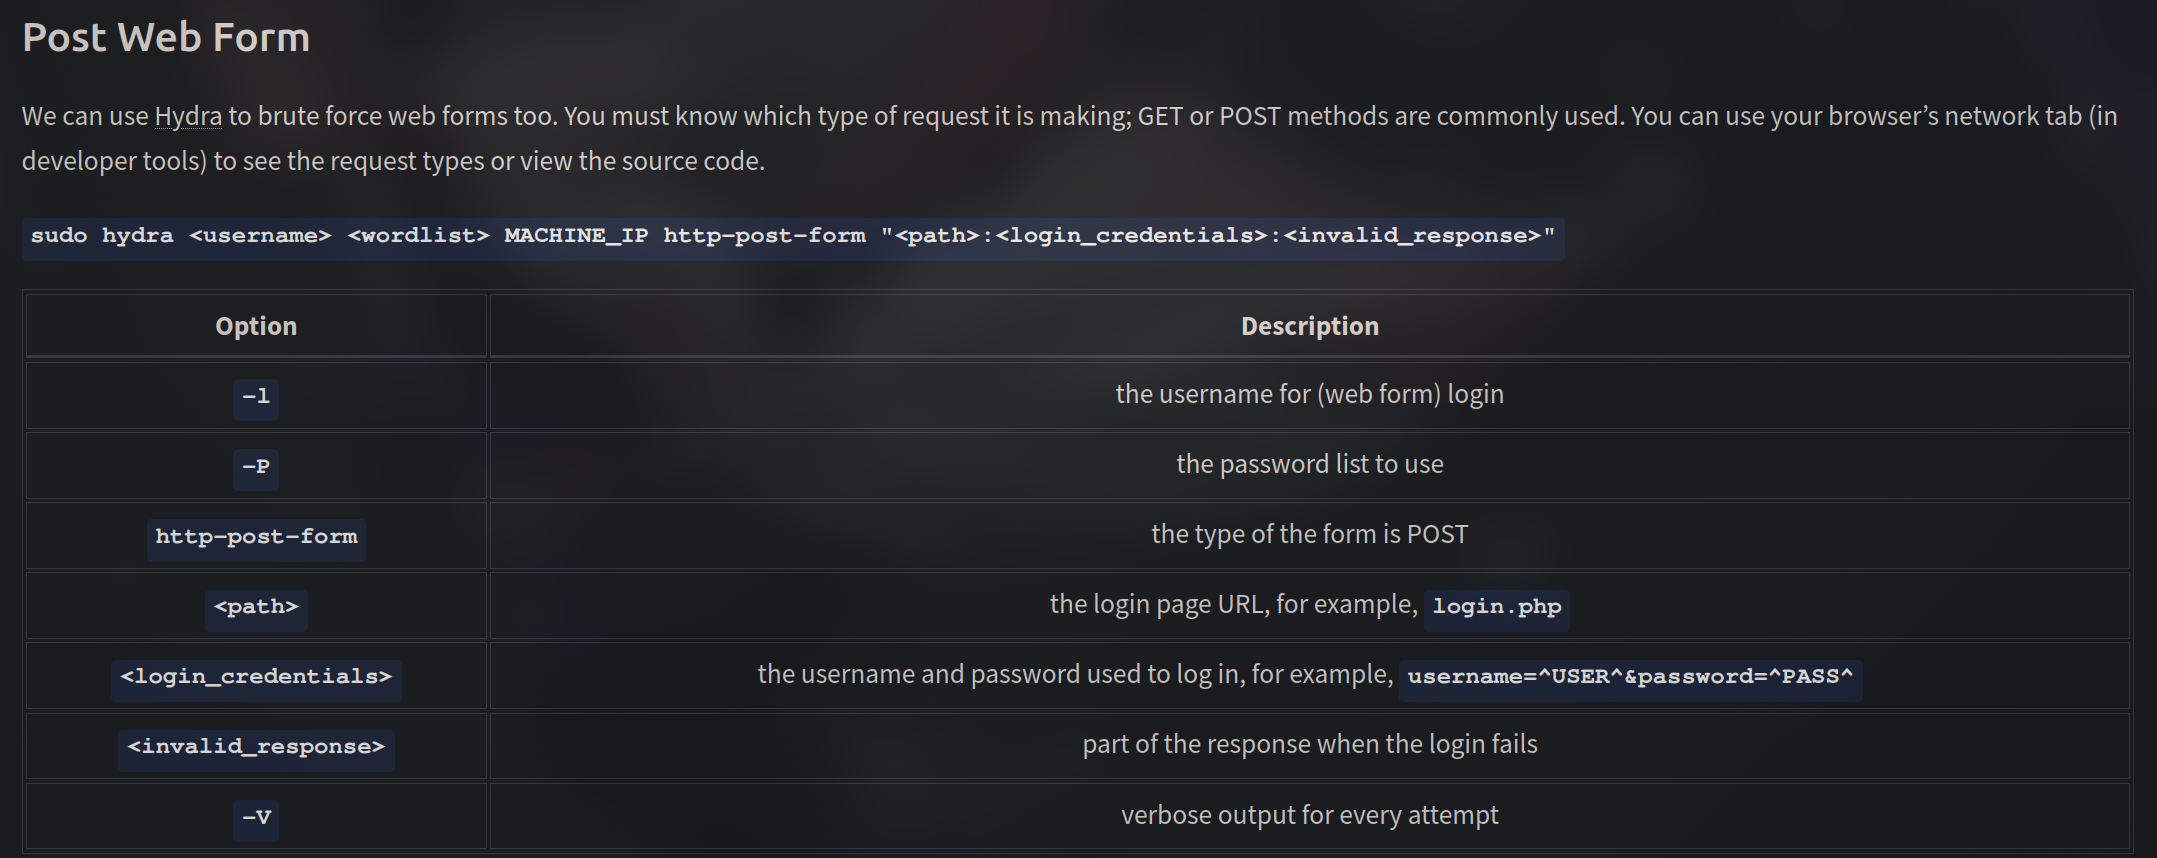 Post Web Form
We can use Hydra to brute force web forms too. You must know which type of request it is making; GET or POST methods are commonly used. You can use your browser’s network tab (in
developer tools) to see the request types or view the source code.
sudo hydra <username> <wordlist> MACHINE_IP http-post-form "<path>:<login_credentials>:<invalid_response>"
Option Description
-l the username for (web form) login
-P the password list to use
http-post-form the type of the form is POST
<path> the login page URL, for example, login.php
<login_credentials> the username and password used to log in, for example, username=^USER^&password=^PASS^
<invalid_response> part of the response when the login fails
-V verbose output for every attempt